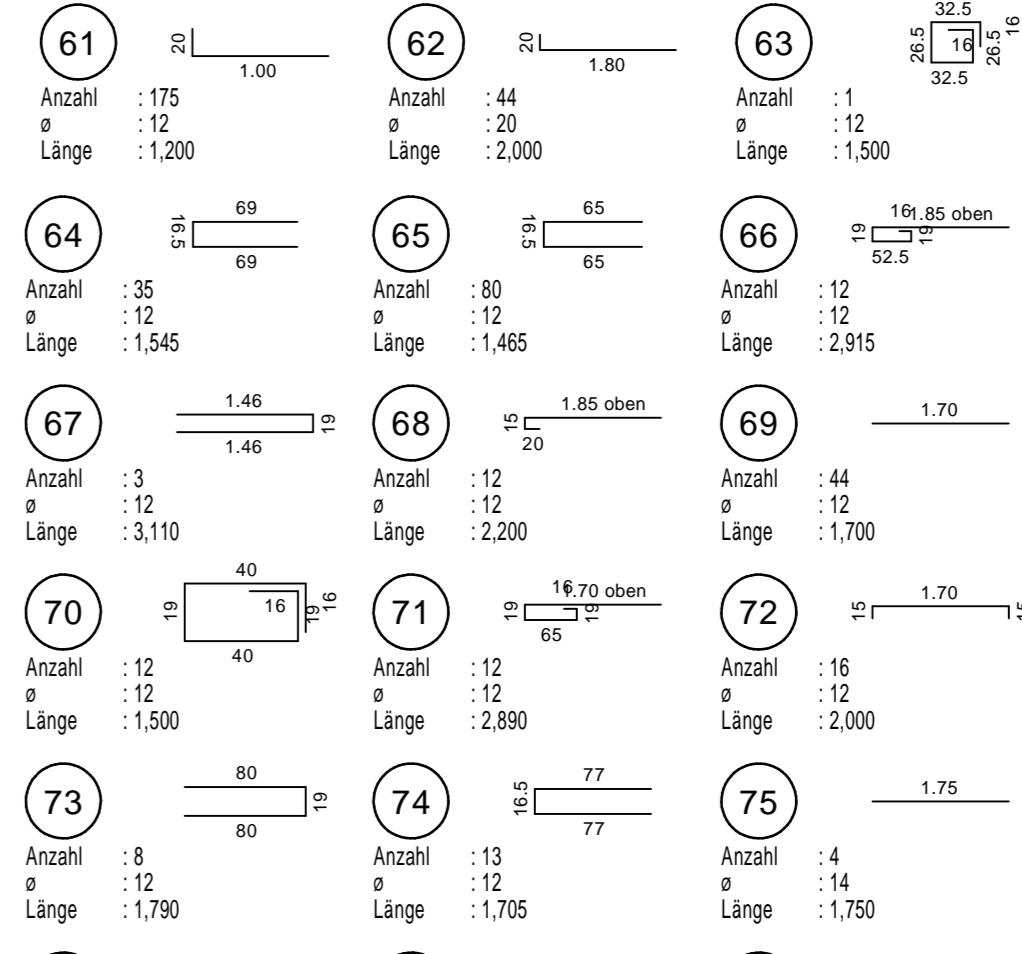 61
20
1.00
Anzahl : 175
ø : 12
Länge : 1,200
62
20
1.80
Anzahl : 44
ø : 20
Länge : 2,000
63
32.5
26.5
16
26.5
16
32.5
Anzahl : 1
ø : 12
Länge : 1,500
64
69
16.5
69
Anzahl : 35
ø : 12
Länge : 1,545
65
65
16.5
65
Anzahl : 80
ø : 12
Länge : 1,465
66
16
1.85 oben
19
19
52.5
Anzahl : 12
ø : 12
Länge : 2,915
67
1.46
19
1.46
Anzahl : 3
ø : 12
Länge : 3,110
68
1.85 oben
15
20
Anzahl : 12
ø : 12
Länge : 2,200
69
1.70
Anzahl : 44
ø : 12
Länge : 1,700
70
40
19
16
19
16
40
Anzahl : 12
ø : 12
Länge : 1,500
71
16
1.70 oben
19
19
65
Anzahl : 12
ø : 12
Länge : 2,890
72
1.70
15
15
Anzahl : 16
ø : 12
Länge : 2,000
73
80
19
80
Anzahl : 8
ø : 12
Länge : 1,790
74
77
16.5
77
Anzahl : 13
ø : 12
Länge : 1,705
75
1.75
Anzahl : 4
ø : 14
Länge : 1,750